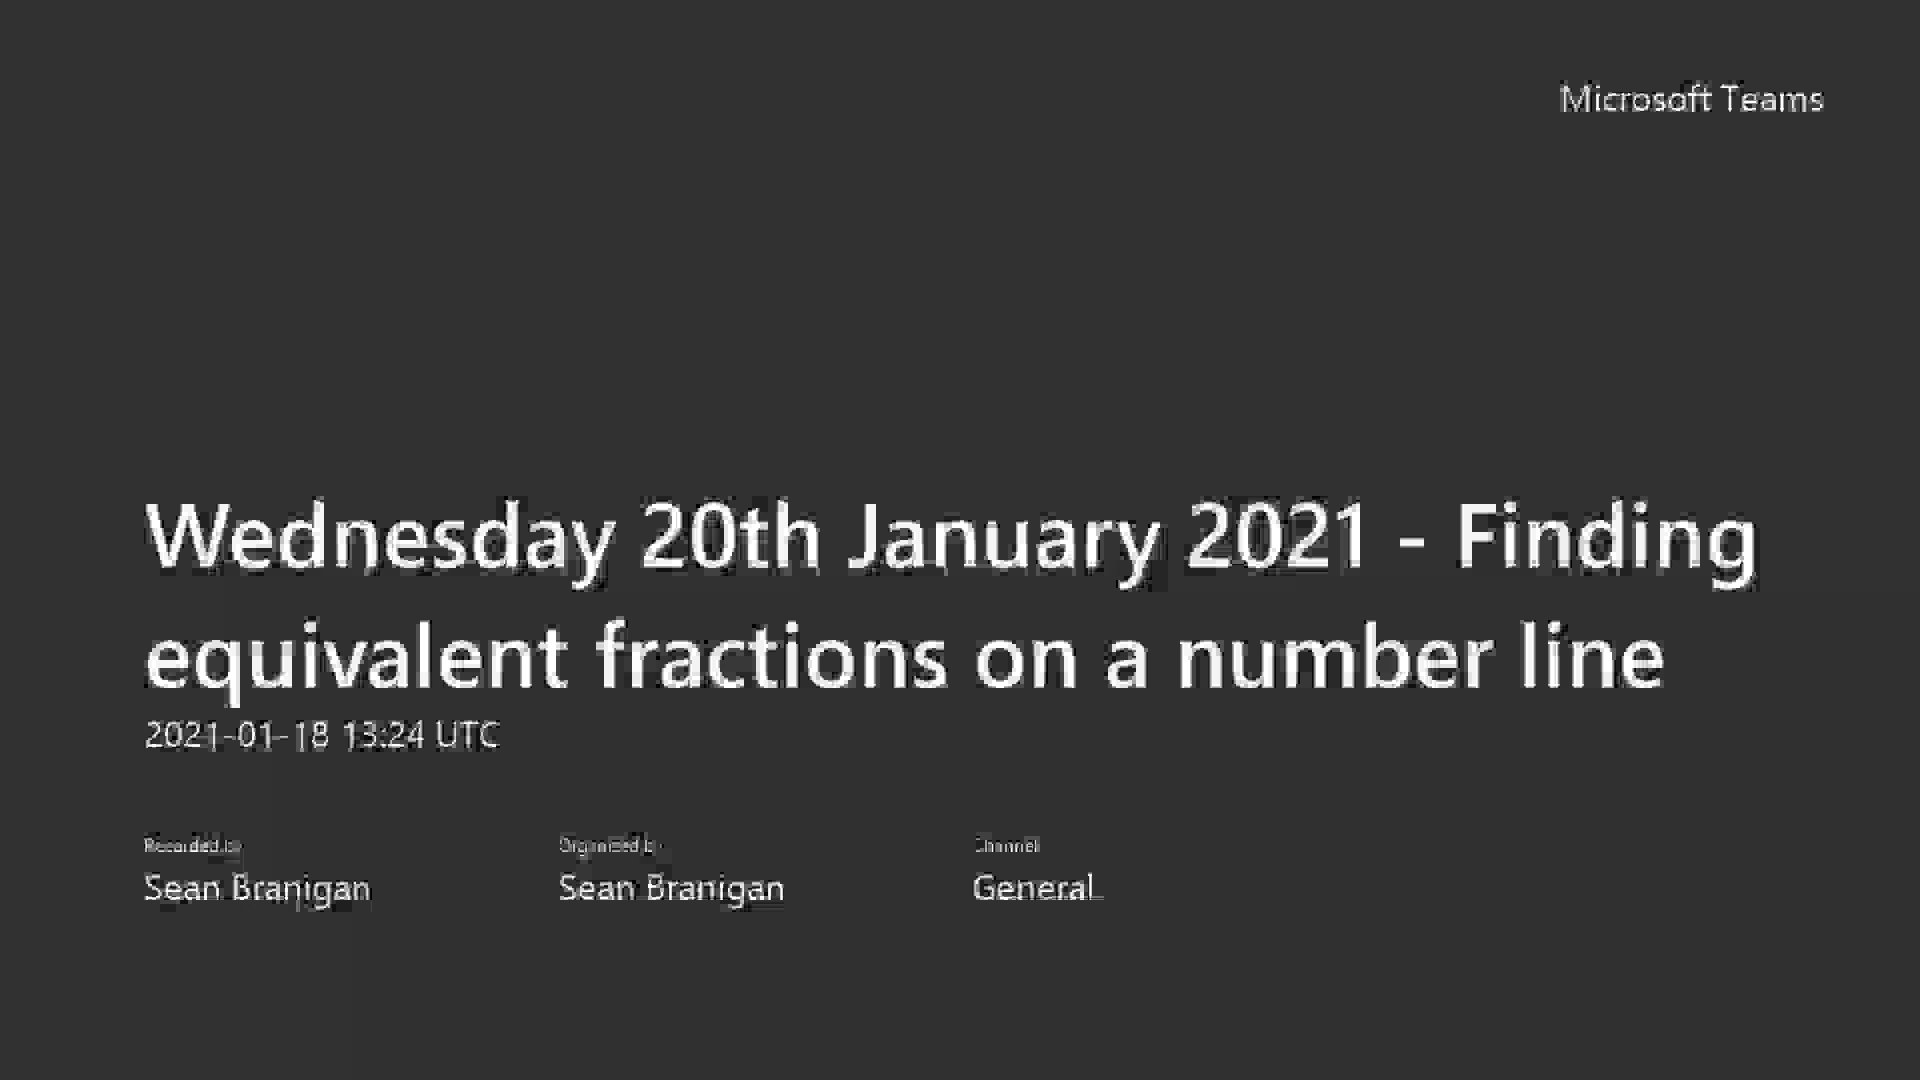 Microsoft Teams
Wednesday 20th January 2021 - Finding
equivalent fractions on a number line
2021-01-18 13:24 UTC
Recorded by
Organized by
Channel
Sean Branigan
Sean Branigan
General